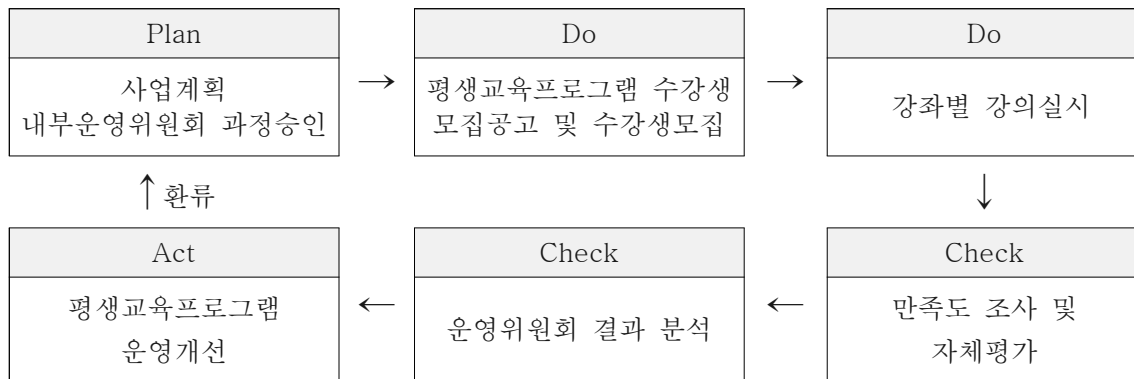 Plan
사업계획
내부운영위원회 과정승인
→
Do
평생교육프로그램 수강생
모집공고 및 수강생모집
→
Do
강좌별 강의실시
↓
Check
만족도 조사 및
자체평가
←
Check
운영위원회 결과 분석
←
Act
평생교육프로그램
운영개선
↑ 환류